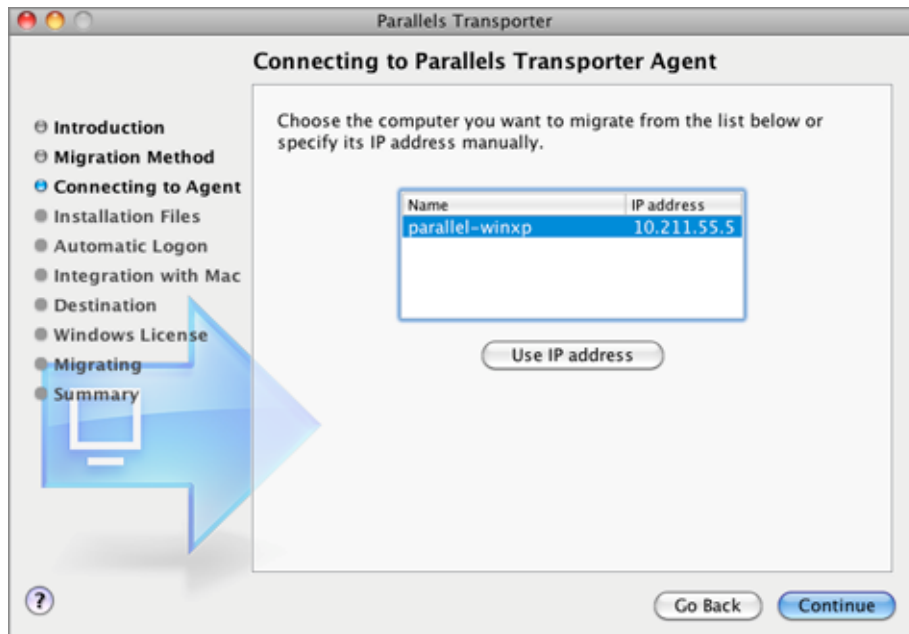 Parallels Transporter
Connecting to Parallels Transporter Agent
Introduction
Migration Method
Connecting to Agent
Installation Files
Automatic Logon
Integration with Mac
Destination
Windows License
Migrating
Summary
Choose the computer you want to migrate from the list below or
specify its IP address manually.
Name IP address
parallel-winxp 10.211.55.5
Use IP address
?
Go Back Continue